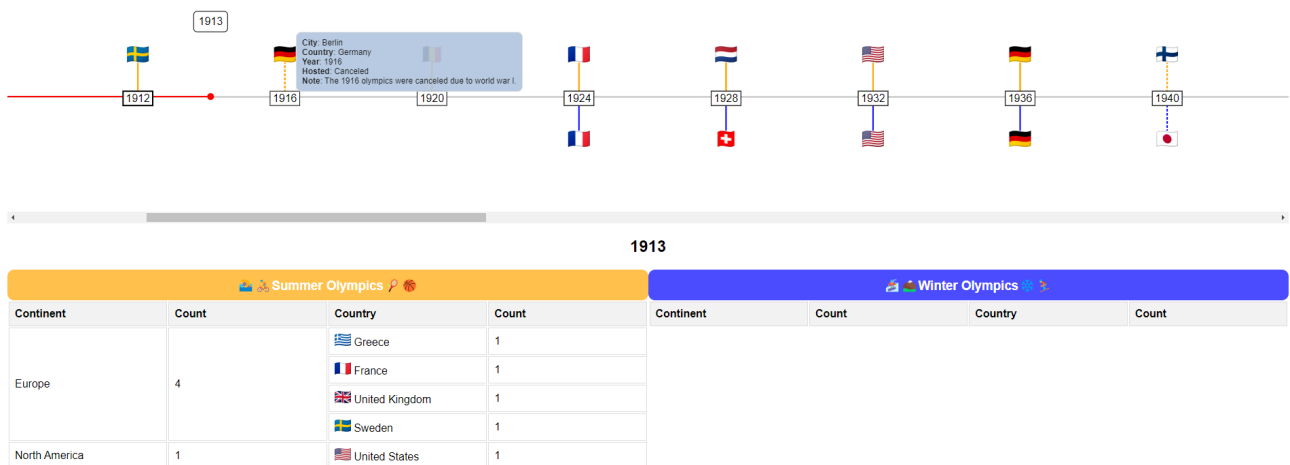 1913
City: Berlin
Country: Germany
Year: 1916
Hosted: Canceled
Note: The 1916 olympics were canceled due to world war I.
1912 1916 1920 1924 1928 1932 1936 1940
1913
Summer Olympics Winter Olympics
Continent Count Country Count Continent Count Country Count
Greece 1
France 1
Europe 4
United Kingdom 1
Sweden 1
North America 1 United States 1